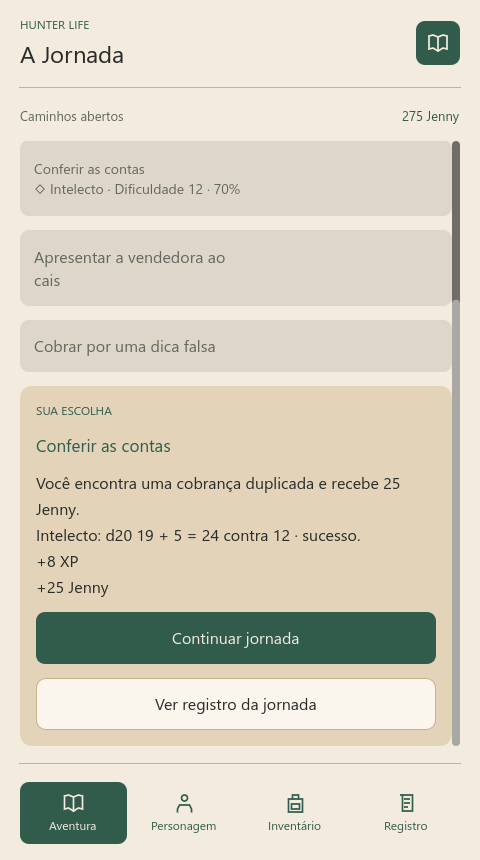 HUNTER LIFE
A Jornada
Caminhos abertos
275 Jenny
Conferir as contas
◇ Intelecto · Dificuldade 12 · 70%
Apresentar a vendedora ao
cais
Cobrar por uma dica falsa
SUA ESCOLHA
Conferir as contas
Você encontra uma cobrança duplicada e recebe 25
Jenny.
Intelecto: d20 19 + 5 = 24 contra 12 · sucesso.
+8 XP
+25 Jenny
Continuar jornada
Ver registro da jornada
Aventura
Personagem
Inventário
Registro